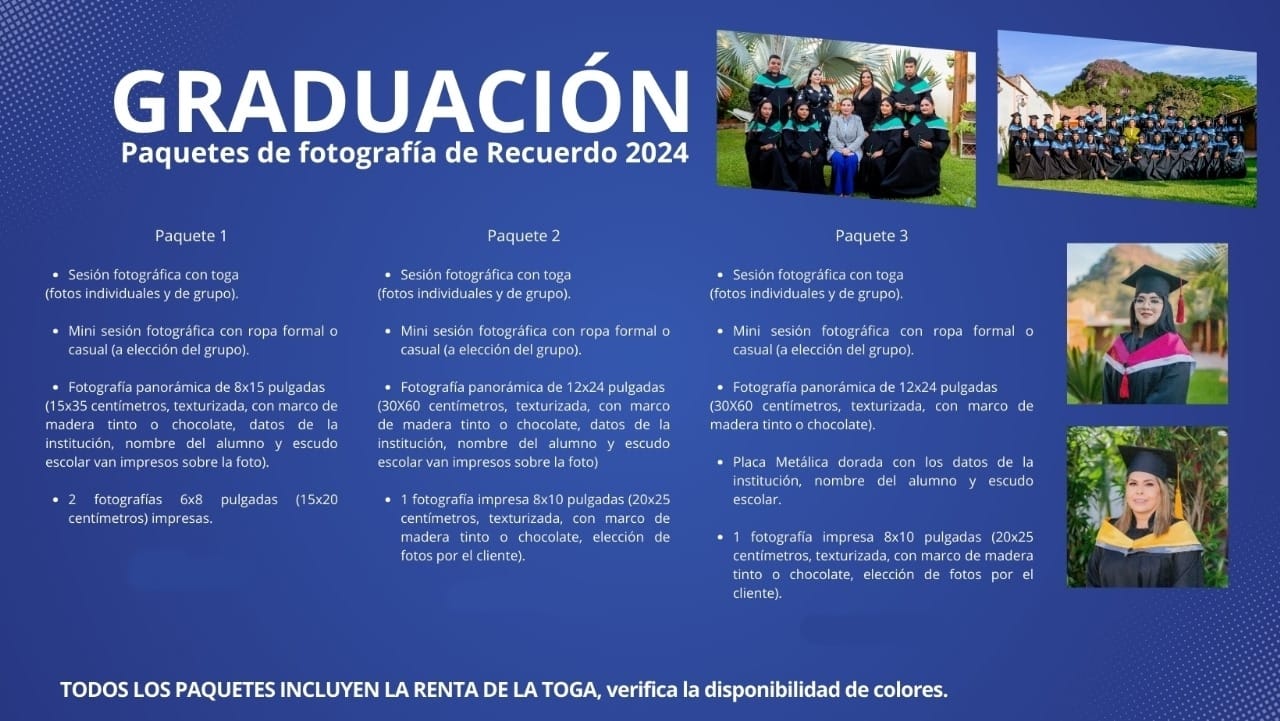 GRADUACIÓN
Paquetes de fotografía de Recuerdo 2024
Paquete 1
• Sesión fotográfica con toga
(fotos individuales y de grupo).
• Mini sesión fotográfica con ropa formal o
casual (a elección del grupo).
• Fotografía panorámica de 8x15 pulgadas
(15x35 centímetros, texturizada, con marco de
madera tinto o chocolate, datos de la
institución, nombre del alumno y escudo
escolar van impresos sobre la foto).
• 2 fotografías 6x8 pulgadas (15x20
centímetros) impresas.
Paquete 2
• Sesión fotográfica con toga
(fotos individuales y de grupo).
• Mini sesión fotográfica con ropa formal o
casual (a elección del grupo).
• Fotografía panorámica de 12x24 pulgadas
(30X60 centímetros, texturizada, con marco
de madera tinto o chocolate, datos de la
institución, nombre del alumno y escudo
escolar van impresos sobre la foto)
• 1 fotografía impresa 8x10 pulgadas (20x25
centímetros, texturizada, con marco de
madera tinto o chocolate, elección de
fotos por el cliente).
Paquete 3
• Sesión fotográfica con toga
(fotos individuales y de grupo).
• Mini sesión fotográfica con ropa formal o
casual (a elección del grupo).
• Fotografía panorámica de 12x24 pulgadas
(30X60 centímetros, texturizada, con marco de
madera tinto o chocolate).
• Placa Metálica dorada con los datos de la
institución, nombre del alumno y escudo
escolar.
• 1 fotografía impresa 8x10 pulgadas (20x25
centímetros, texturizada, con marco de madera
tinto o chocolate, elección de fotos por el
cliente).
TODOS LOS PAQUETES INCLUYEN LA RENTA DE LA TOGA, verifica la disponibilidad de colores.